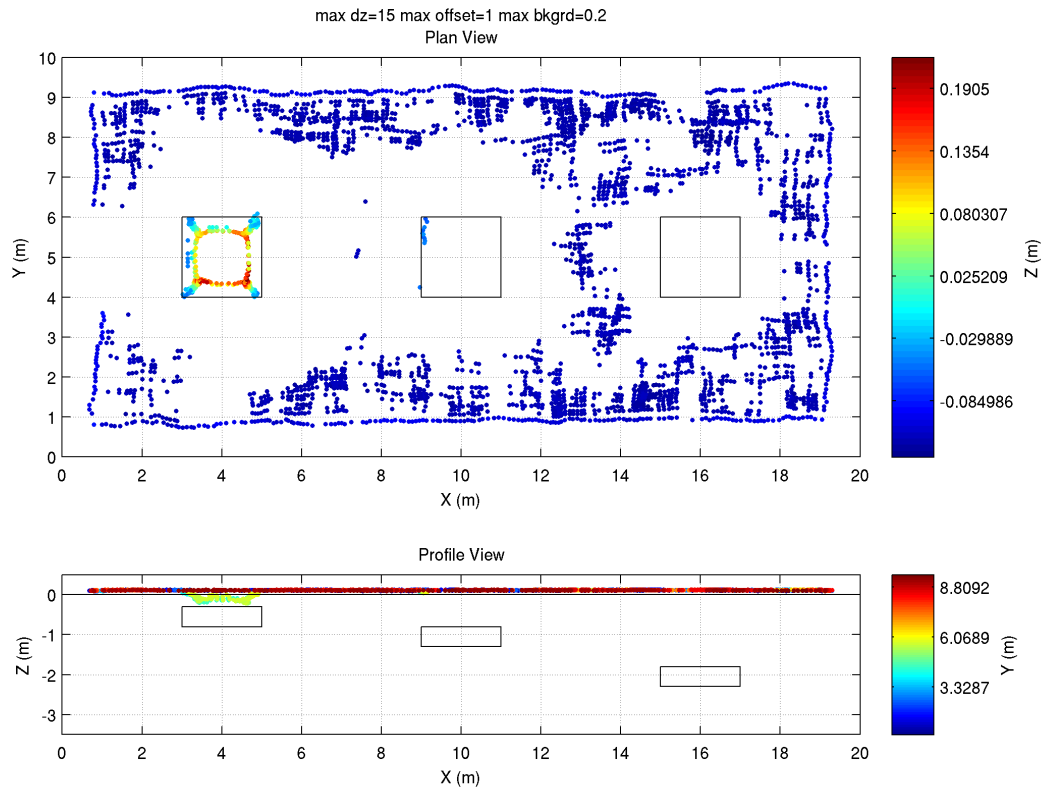 max dz=15 max offset=1 max bkgrd=0.2
Plan View
10
9
8
7
6
5
4
3
2
1
0
Y (m)
0 2 4 6 8 10 12 14 16 18 20
X (m)
0.1905
0.1354
0.080307
0.025209
-0.029889
-0.084986
Z (m)
Profile View
0
-1
-2
-3
Z (m)
0 2 4 6 8 10 12 14 16 18 20
X (m)
8.8092
6.0689
3.3287
Y (m)